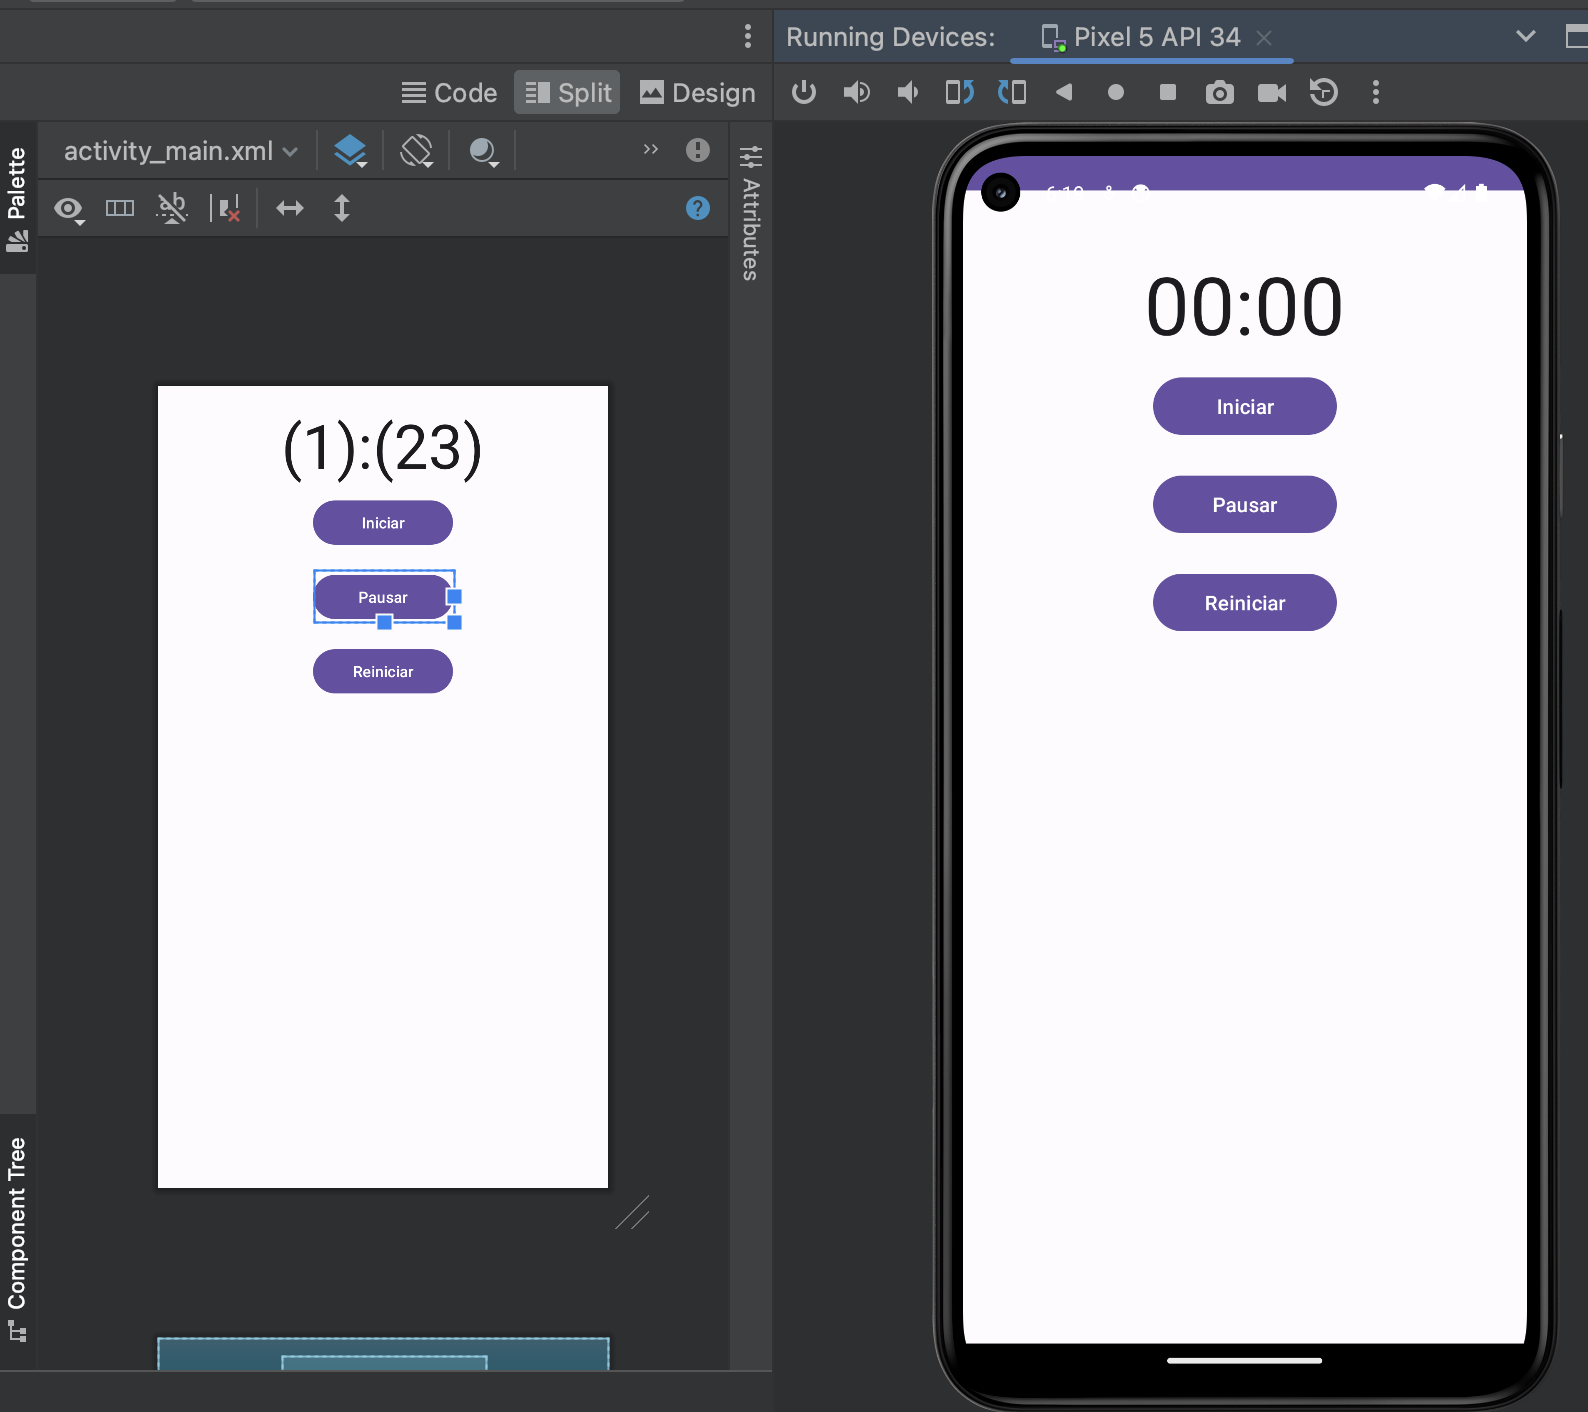 Running Devices: Pixel 5 API 34
Code Split Design
activity_main.xml
Palette
Attributes
Component Tree
(1):(23)
Iniciar
Pausar
Reiniciar
00:00
Iniciar
Pausar
Reiniciar